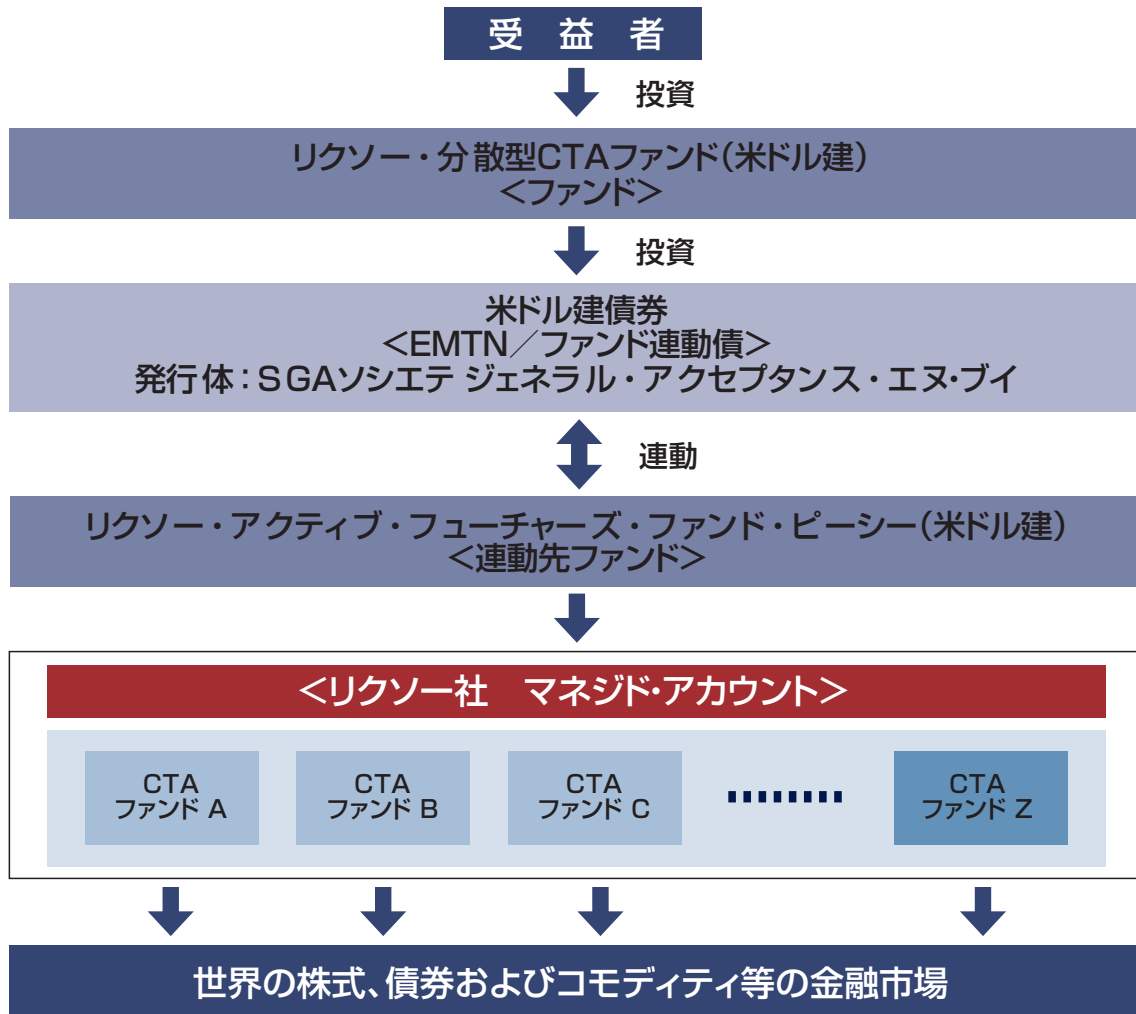 受 益 者
投資
リクソー・分散型CTAファンド(米ドル建)
<ファンド>
投資
米ドル建債券
<EMTN／ファンド連動債>
発行体：SGAソシエテ ジェネラル・アクセプタンス・エヌ・ブイ
連動
リクソー・アクティブ・フューチャーズ・ファンド・ピーシー(米ドル建)
<連動先ファンド>
<リクソー社　マネジド・アカウント>
CTA
ファンド A
CTA
ファンド B
CTA
ファンド C
CTA
ファンド Z
世界の株式、債券およびコモディティ等の金融市場